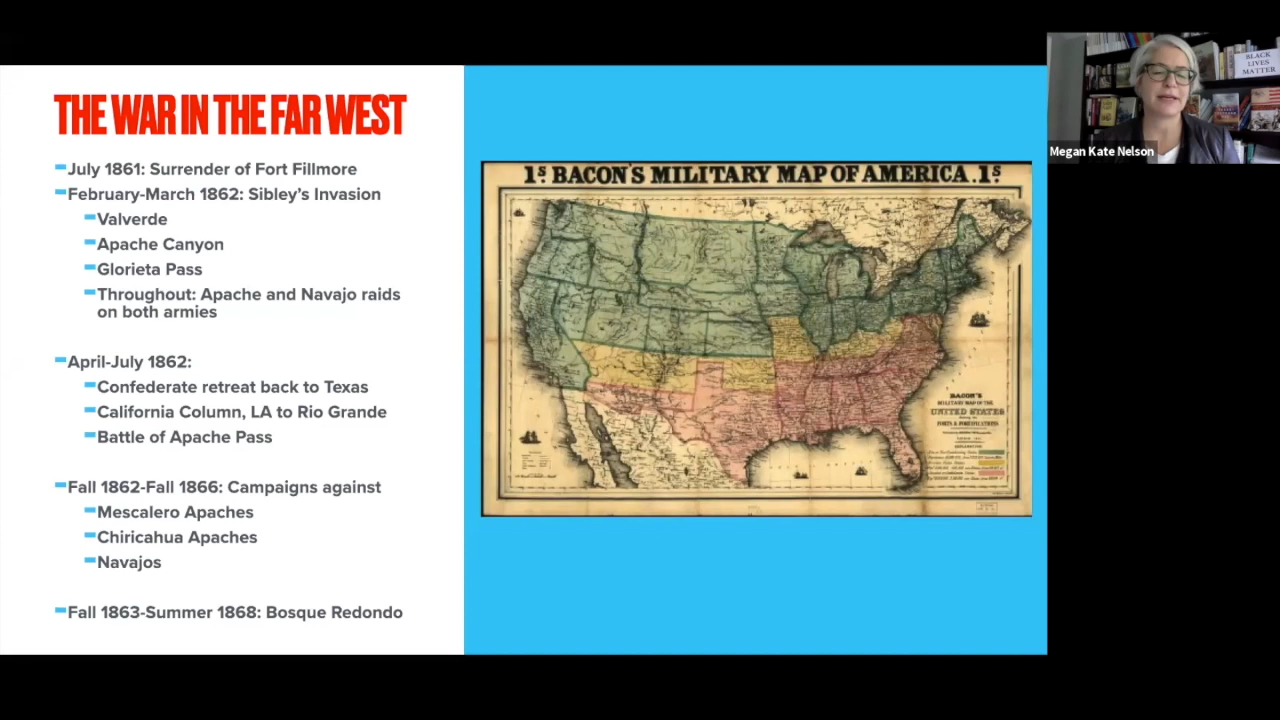 THE WAR IN THE FAR WEST
July 1861: Surrender of Fort Fillmore
February-March 1862: Sibley's Invasion
Valverde
Apache Canyon
Glorieta Pass
Throughout: Apache and Navajo raids
on both armies
April-July 1862:
Confederate retreat back to Texas
California Column, LA to Rio Grande
Battle of Apache Pass
Fall 1862-Fall 1866: Campaigns against
Mescalero Apaches
Chiricahua Apaches
Navajos
Fall 1863-Summer 1868: Bosque Redondo
1s. BACON'S MILITARY MAP OF AMERICA. 1s.
BACON'S
MILITARY MAP OF THE
UNITED STATES
FORTS & FORTIFICATIONS
BLACK
LIVES
MATTER
Megan Kate Nelson